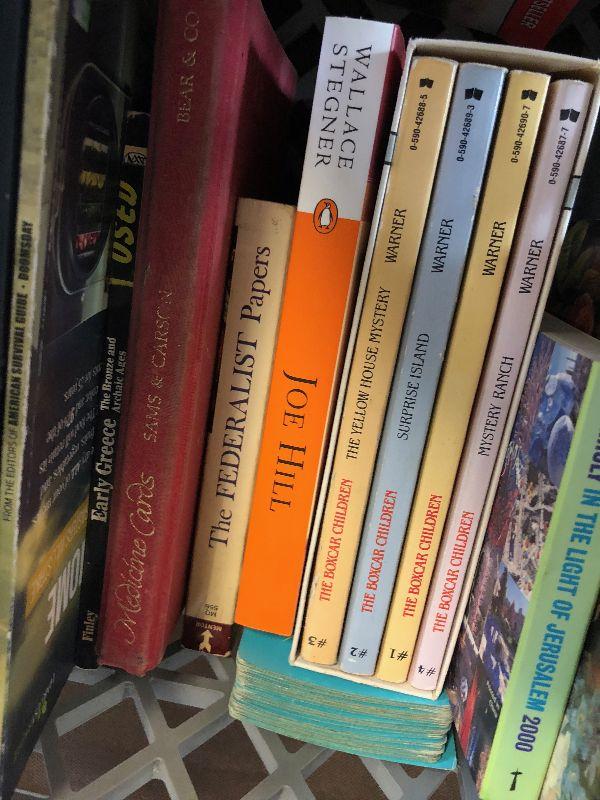 FROM THE EDITORS OF AMERICAN SURVIVAL GUIDE · DOOMSDAY
USED
Finley
Early Greece
The Bronze and
Archaic Ages
Medicine Cards
SAMS & CARSON
BEAR & CO
The FEDERALIST Papers
MQ
996
MENTOR
WALLACE
STEGNER
JOE HILL
#3
THE BOXCAR CHILDREN
THE YELLOW HOUSE MYSTERY
WARNER
0-590-42688-5
#2
THE BOXCAR CHILDREN
SURPRISE ISLAND
WARNER
0-590-42689-3
#1
THE BOXCAR CHILDREN
WARNER
0-590-42690-7
#4
THE BOXCAR CHILDREN
MYSTERY RANCH
WARNER
0-590-42687-7
IN THE LIGHT OF JERUSALEM 2000